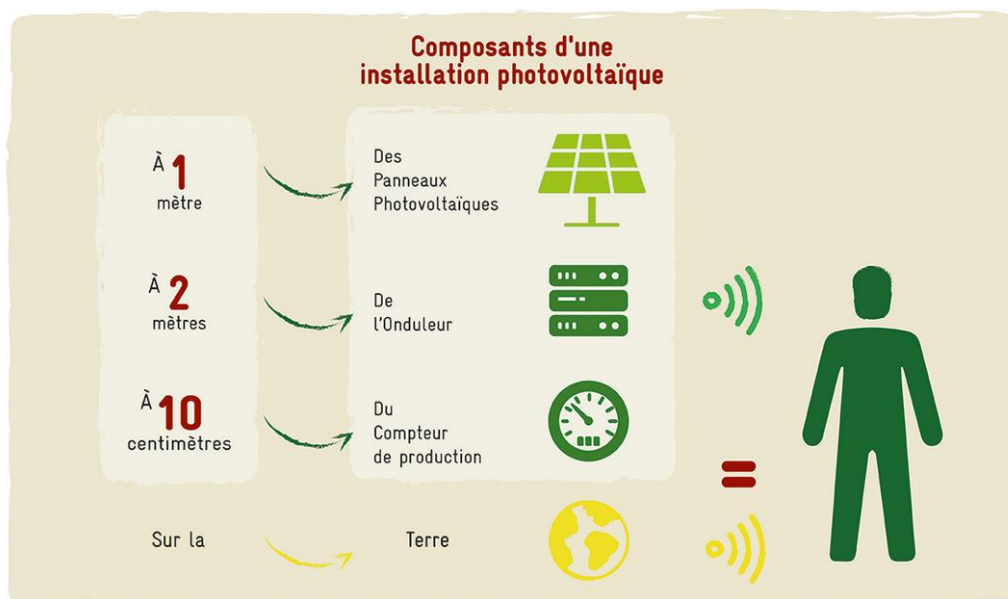 Composants d'une
installation photovoltaïque
À 1
mètre
Des
Panneaux
Photovoltaïques
À 2
mètres
De
l'Onduleur
À 10
centimètres
Du
Compteur
de production
=
Sur la
Terre